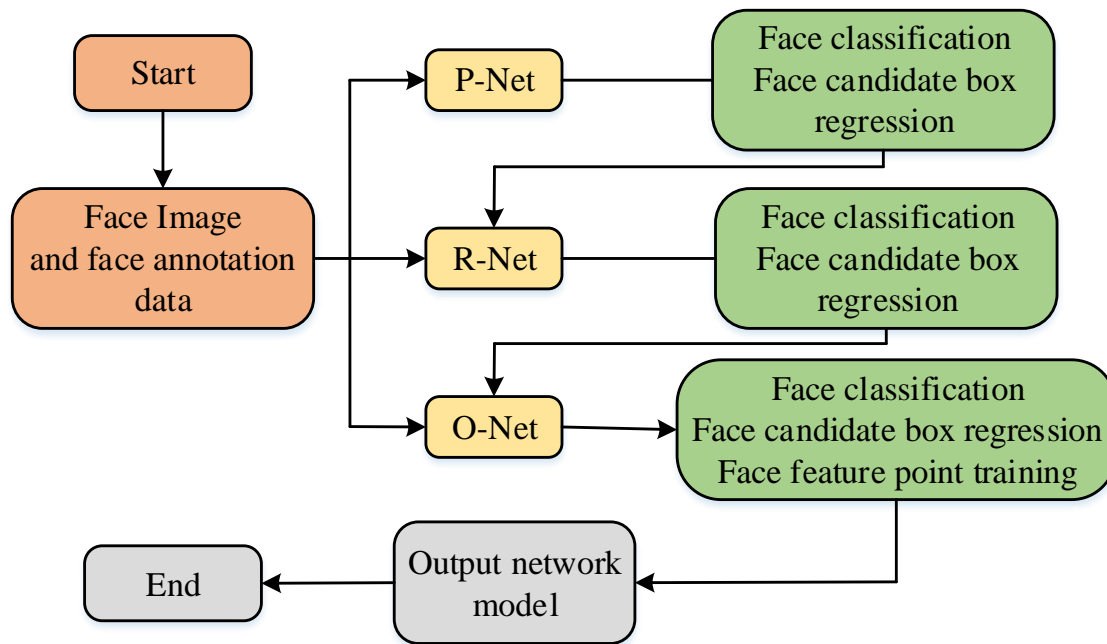 Start
P-Net
Face classification
Face candidate box
regression
Face Image
and face annotation
data
R-Net
Face classification
Face candidate box
regression
O-Net
Face classification
Face candidate box regression
Face feature point training
End
Output network
model